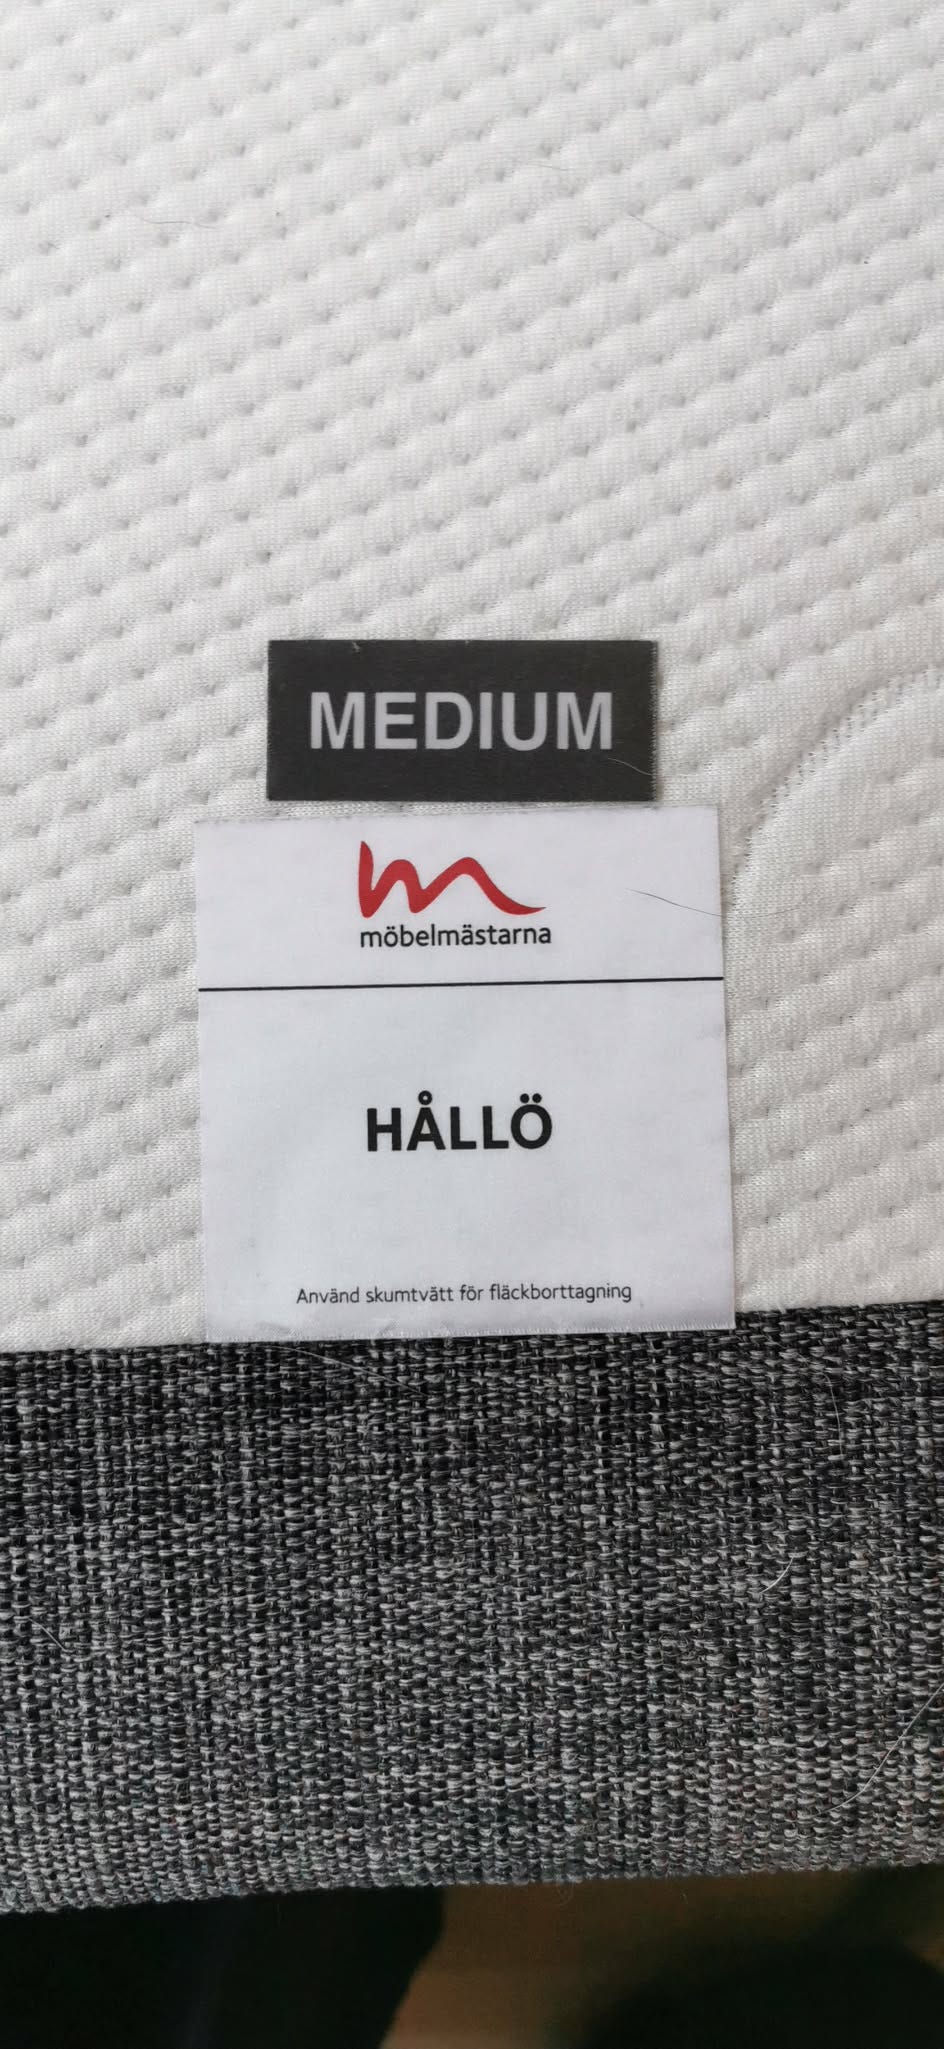 MEDIUM
möbelmästarna
HÅLLÖ
Använd skumtvätt för fläckborttagning